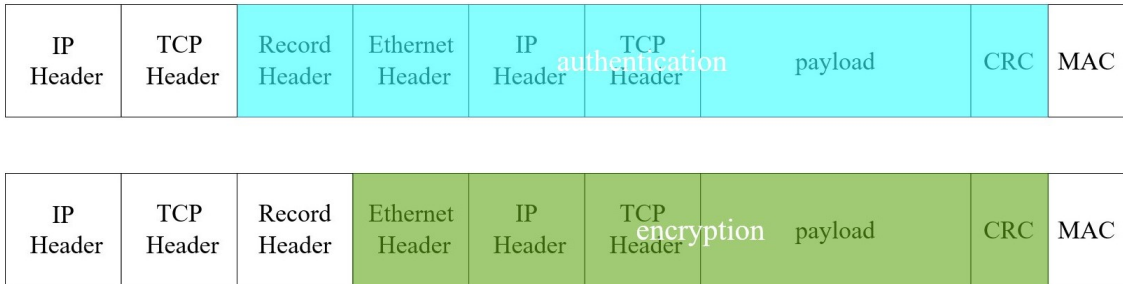 IP Header TCP Header Record Header Ethernet Header IP Header TCP Header payload CRC MAC
authentication
IP Header TCP Header Record Header Ethernet Header IP Header TCP Header payload CRC MAC
encryption